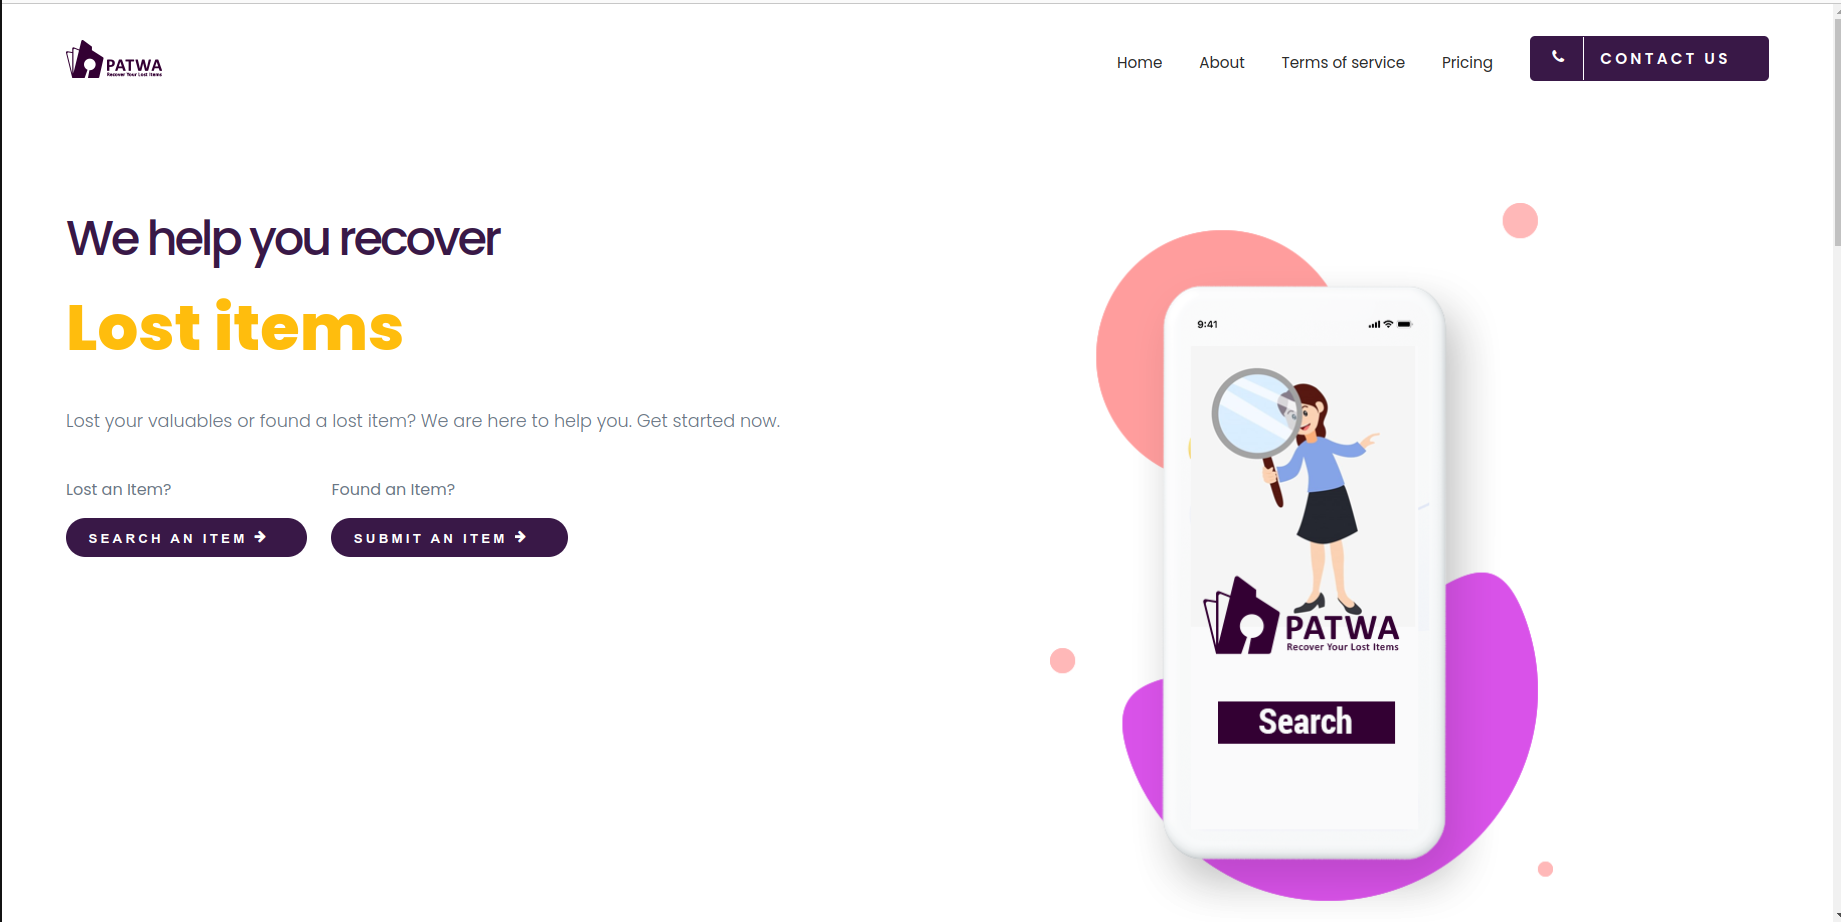 PATWA
Recover Your Lost Items
Home About Terms of service Pricing CONTACT US
We help you recover
Lost items
Lost your valuables or found a lost item? We are here to help you. Get started now.
Lost an Item? Found an Item?
SEARCH AN ITEM SUBMIT AN ITEM
9:41
PATWA
Recover Your Lost Items
Search